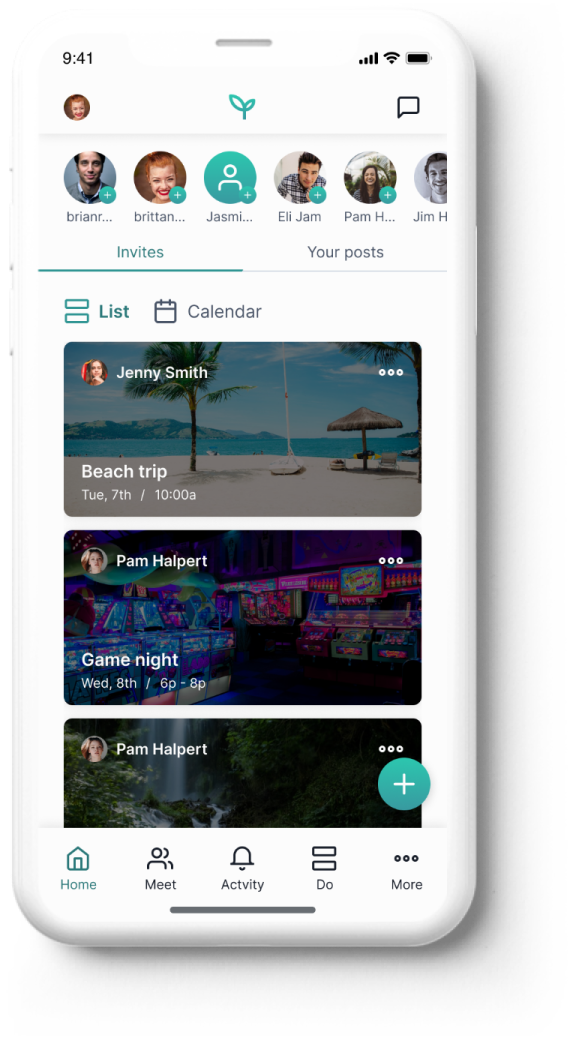 9:41
brianr... brittan... Jasmi... Eli Jam Pam H... Jim H
Invites Your posts
List Calendar
Jenny Smith
Beach trip
Tue, 7th / 10:00a
Pam Halpert
Game night
Wed, 8th / 6p - 8p
Pam Halpert
Home Meet Actvity Do More